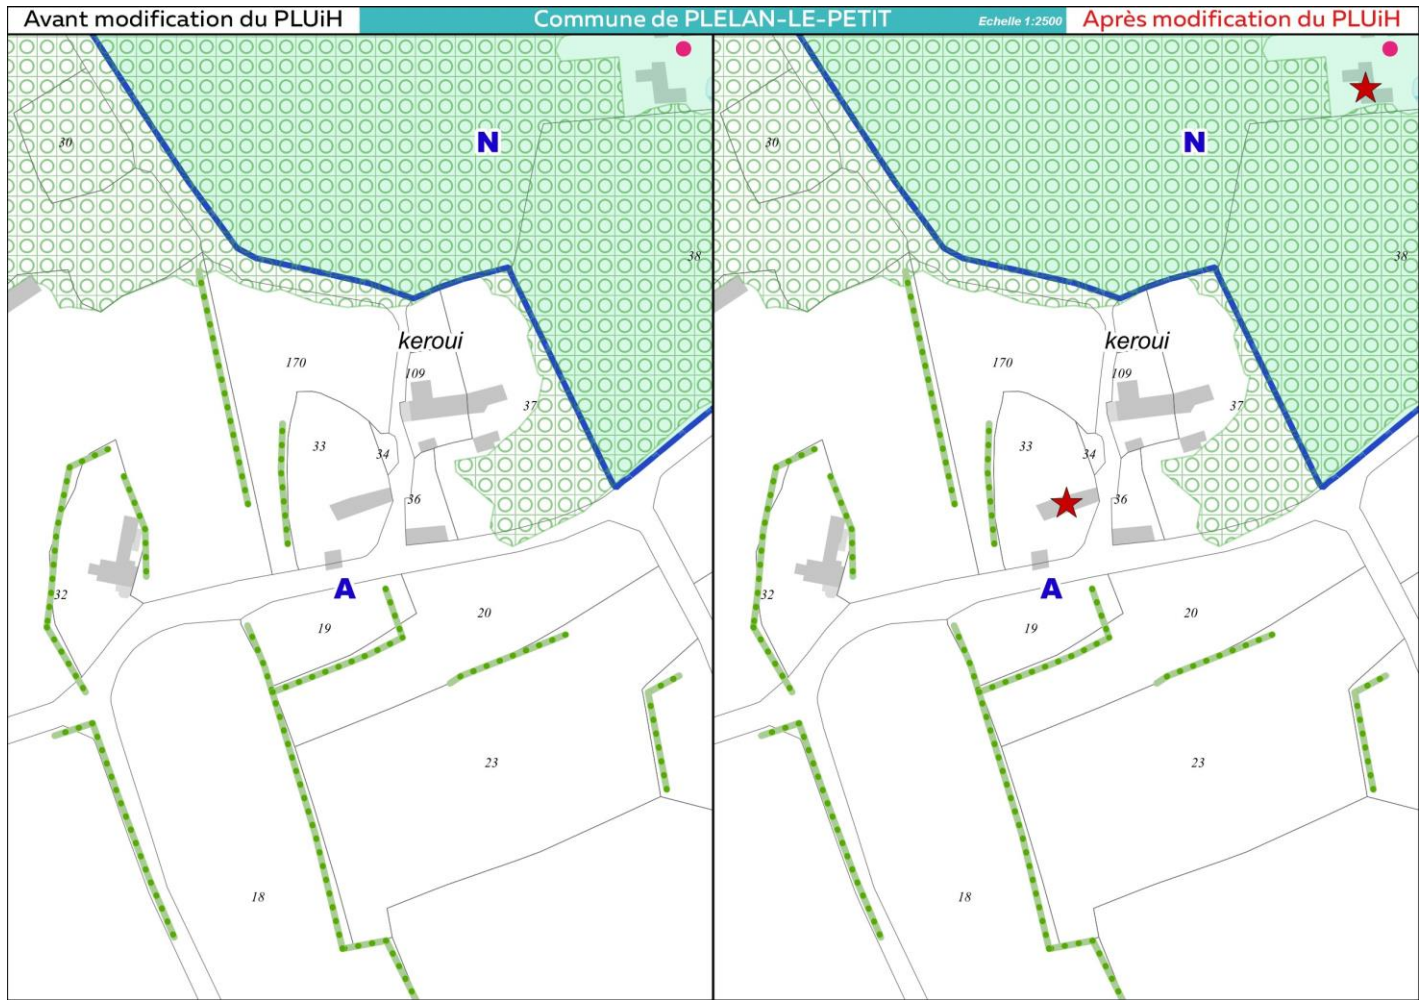 Avant modification du PLUiH
Commune de PLELAN-LE-PETIT
Echelle 1:2500
Après modification du PLUiH
N
30
38
keroui
170
109
37
33
34
36
A
32
19
20
23
18
N
30
38
keroui
170
109
37
33
34
36
A
32
19
20
23
18